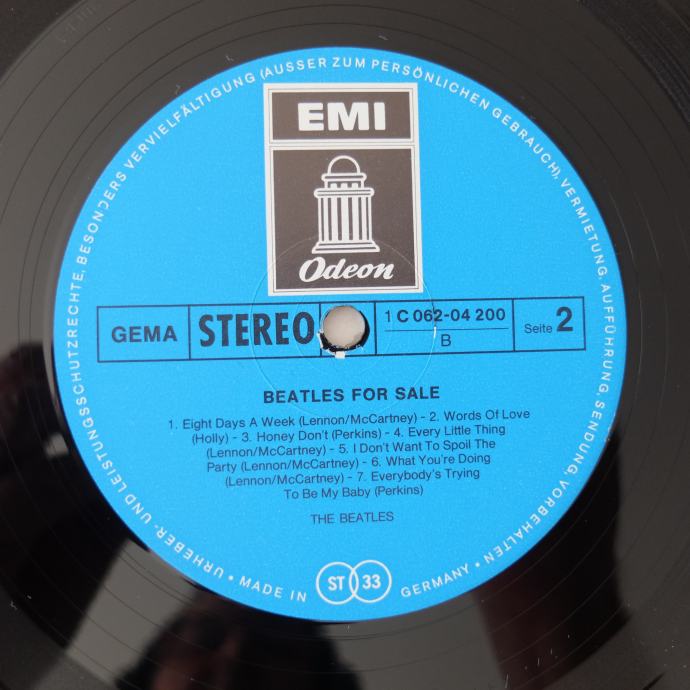 URHEBER- UND LEISTUNGSSCHUTZRECHTE, BESONDERS VERVIELFÄLTIGUNG (AUSSER ZUM PERSÖNLICHEN GEBRAUCH), VERMIETUNG, AUFFÜHRUNG, SENDUNG, VORBEHALTEN
EMI
Odeon
GEMA
STEREO
1 C 062-04 200
B
Seite 2
BEATLES FOR SALE
1. Eight Days A Week (Lennon/McCartney) - 2. Words Of Love
(Holly) - 3. Honey Don't (Perkins) - 4. Every Little Thing
(Lennon/McCartney) - 5. I Don't Want To Spoil The
Party (Lennon/McCartney) - 6. What You're Doing
(Lennon/McCartney) - 7. Everybody's Trying
To Be My Baby (Perkins)
THE BEATLES
• MADE IN ST 33 GERMANY •